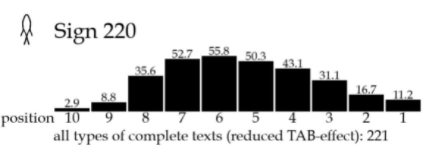 Sign 220
2.9 8.8 35.6 52.7 55.8 50.3 43.1 31.1 16.7 11.2
position 10 9 8 7 6 5 4 3 2 1
all types of complete texts (reduced TAB-effect): 221